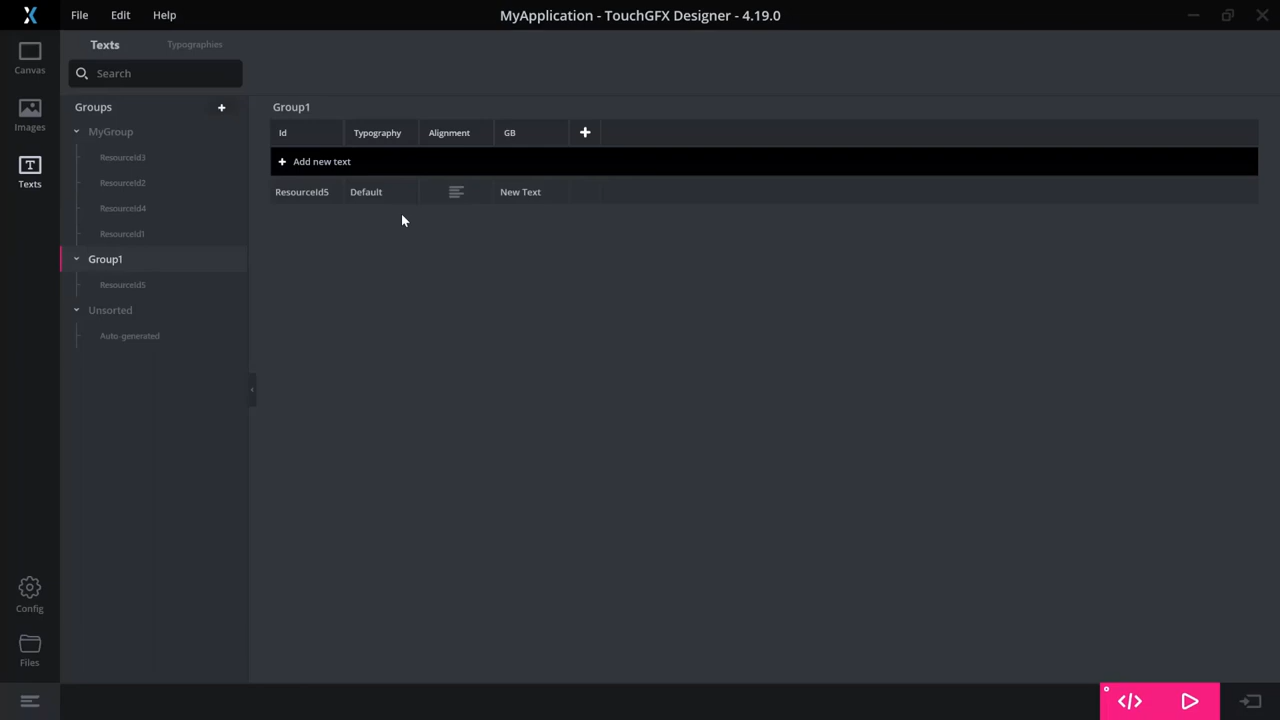 File Edit Help MyApplication - TouchGFX Designer - 4.19.0
Canvas
Images
Texts
Config
Files
Texts Typographies
Search
Groups
MyGroup
ResourceId3
ResourceId2
ResourceId4
ResourceId1
Group1
ResourceId5
Unsorted
Auto-generated
Group1
Id Typography Alignment GB
Add new text
ResourceId5 Default New Text